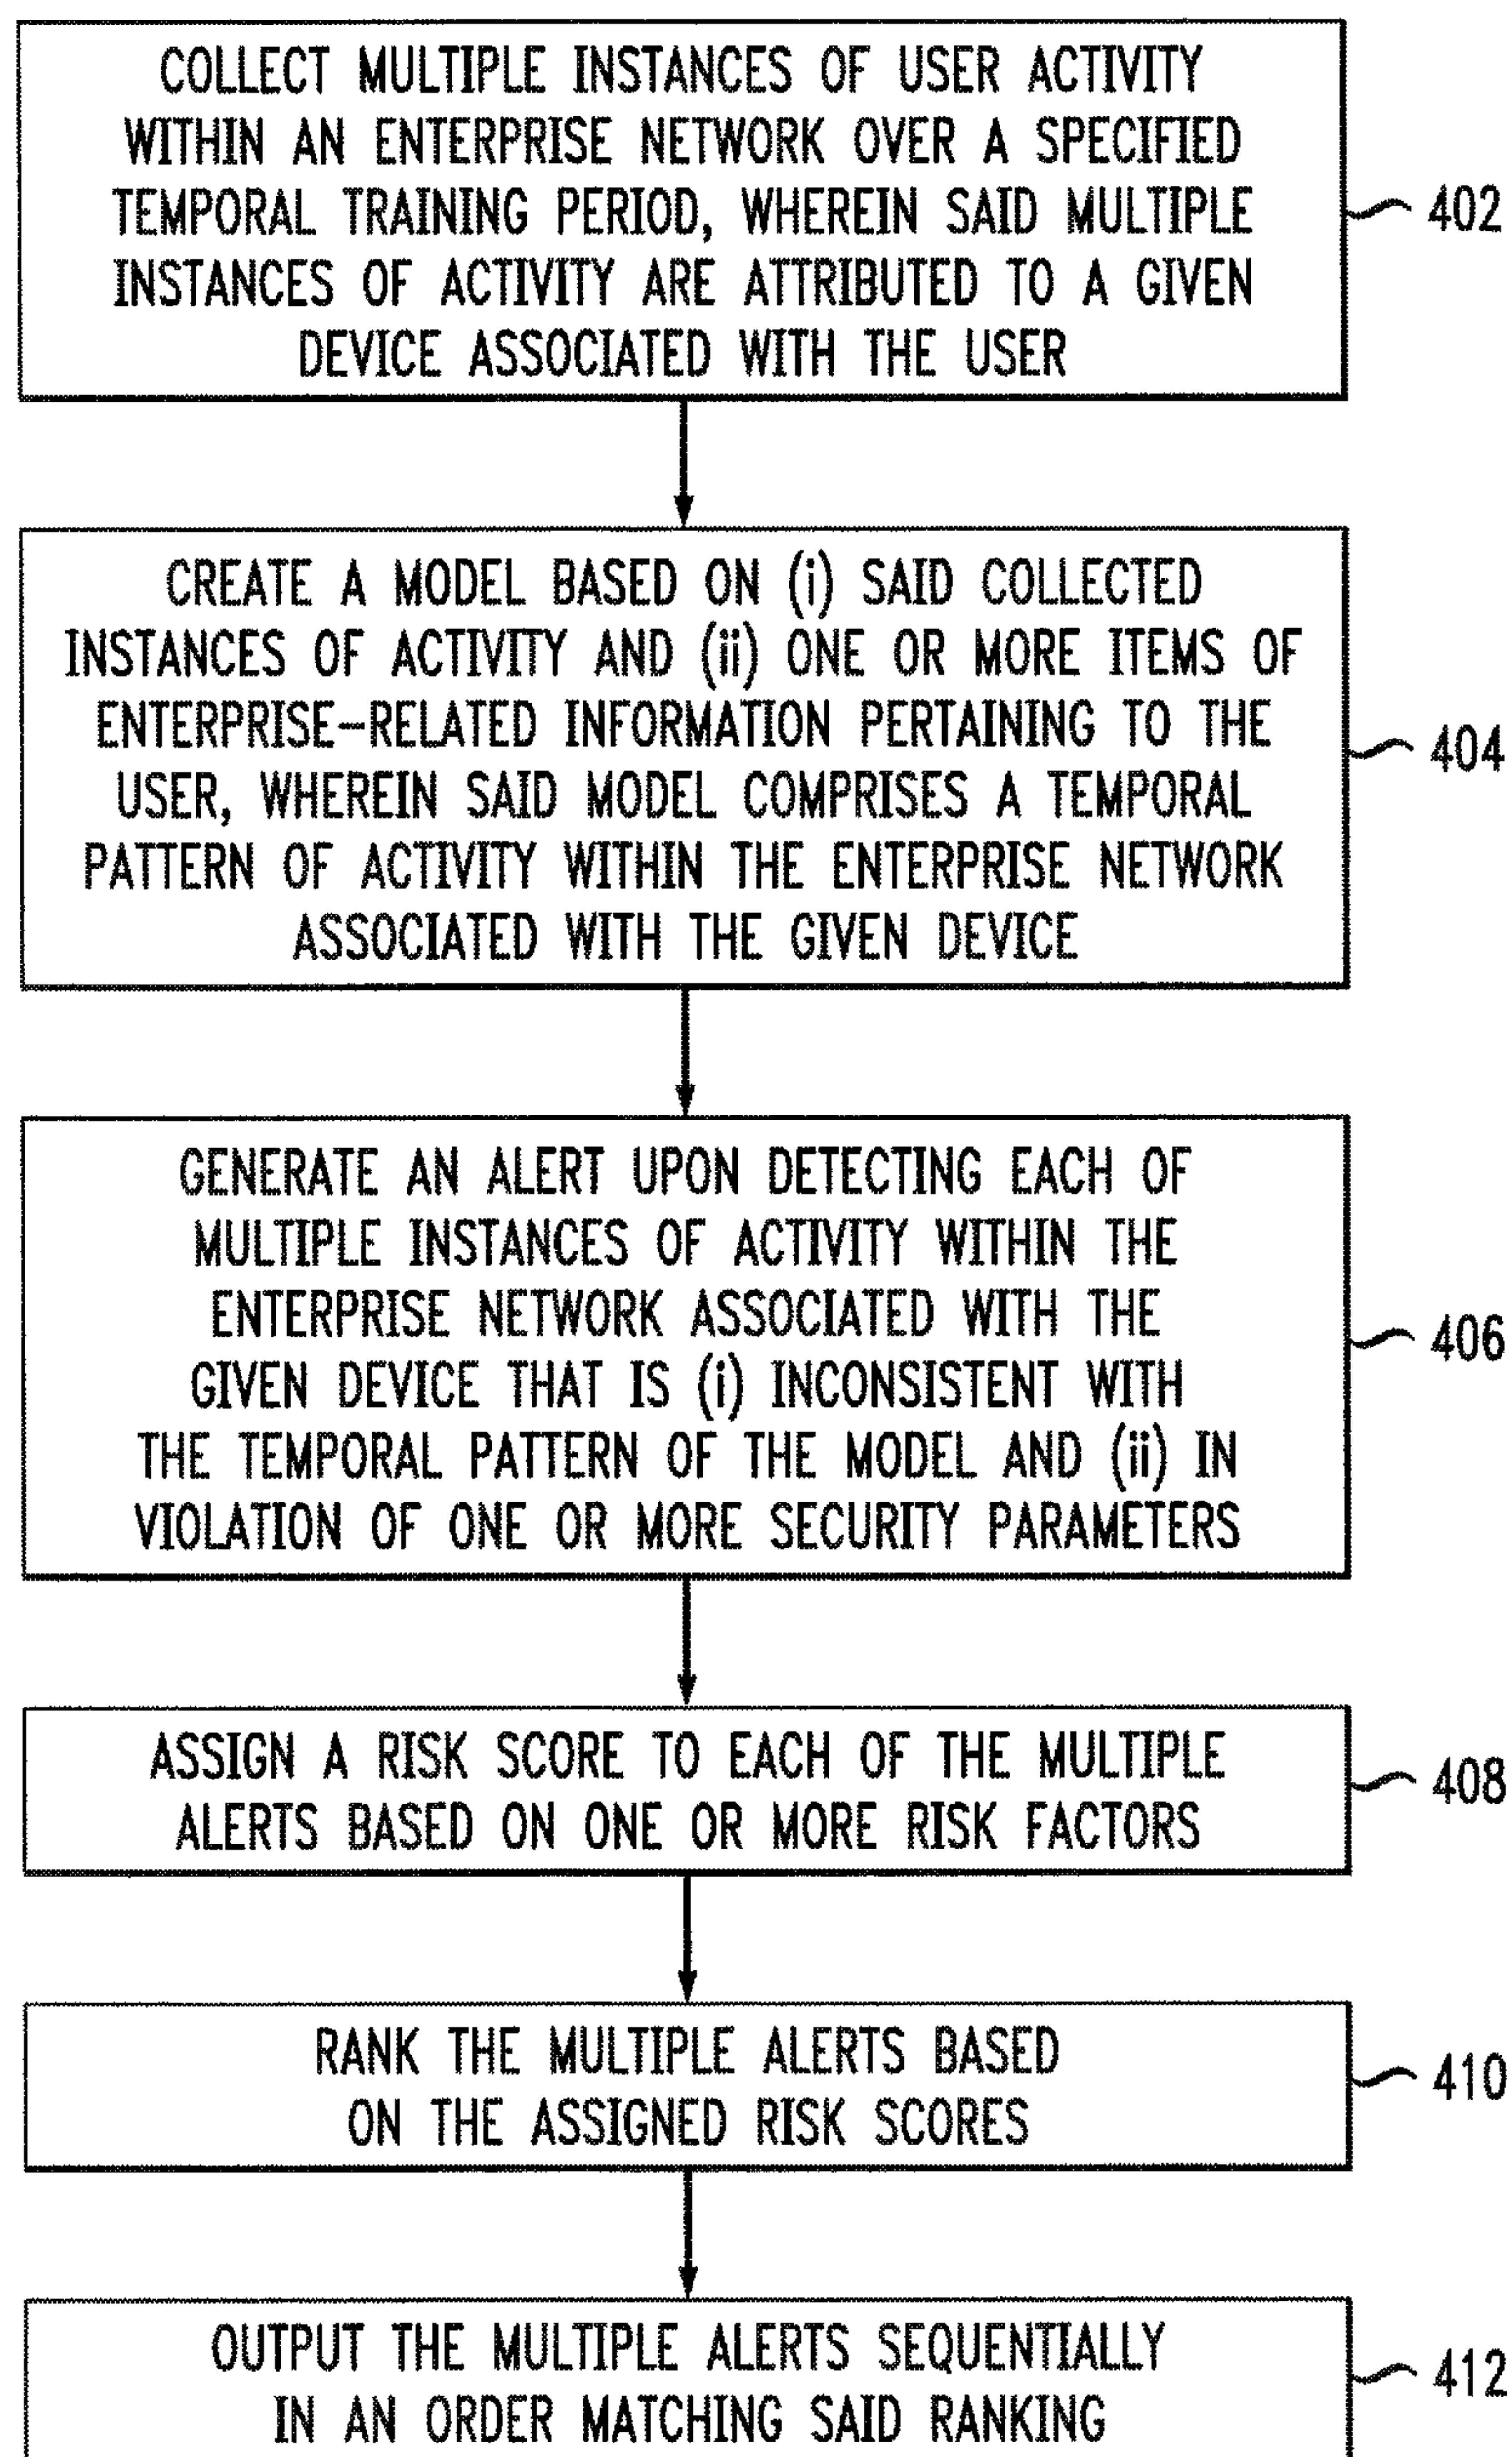 COLLECT MULTIPLE INSTANCES OF USER ACTIVITY
WITHIN AN ENTERPRISE NETWORK OVER A SPECIFIED
TEMPORAL TRAINING PERIOD, WHEREIN SAID MULTIPLE
INSTANCES OF ACTIVITY ARE ATTRIBUTED TO A GIVEN
DEVICE ASSOCIATED WITH THE USER
402
CREATE A MODEL BASED ON (i) SAID COLLECTED
INSTANCES OF ACTIVITY AND (ii) ONE OR MORE ITEMS OF
ENTERPRISE-RELATED INFORMATION PERTAINING TO THE
USER, WHEREIN SAID MODEL COMPRISES A TEMPORAL
PATTERN OF ACTIVITY WITHIN THE ENTERPRISE NETWORK
ASSOCIATED WITH THE GIVEN DEVICE
404
GENERATE AN ALERT UPON DETECTING EACH OF
MULTIPLE INSTANCES OF ACTIVITY WITHIN THE
ENTERPRISE NETWORK ASSOCIATED WITH THE
GIVEN DEVICE THAT IS (i) INCONSISTENT WITH
THE TEMPORAL PATTERN OF THE MODEL AND (ii) IN
VIOLATION OF ONE OR MORE SECURITY PARAMETERS
406
ASSIGN A RISK SCORE TO EACH OF THE MULTIPLE
ALERTS BASED ON ONE OR MORE RISK FACTORS
408
RANK THE MULTIPLE ALERTS BASED
ON THE ASSIGNED RISK SCORES
410
OUTPUT THE MULTIPLE ALERTS SEQUENTIALLY
IN AN ORDER MATCHING SAID RANKING
412